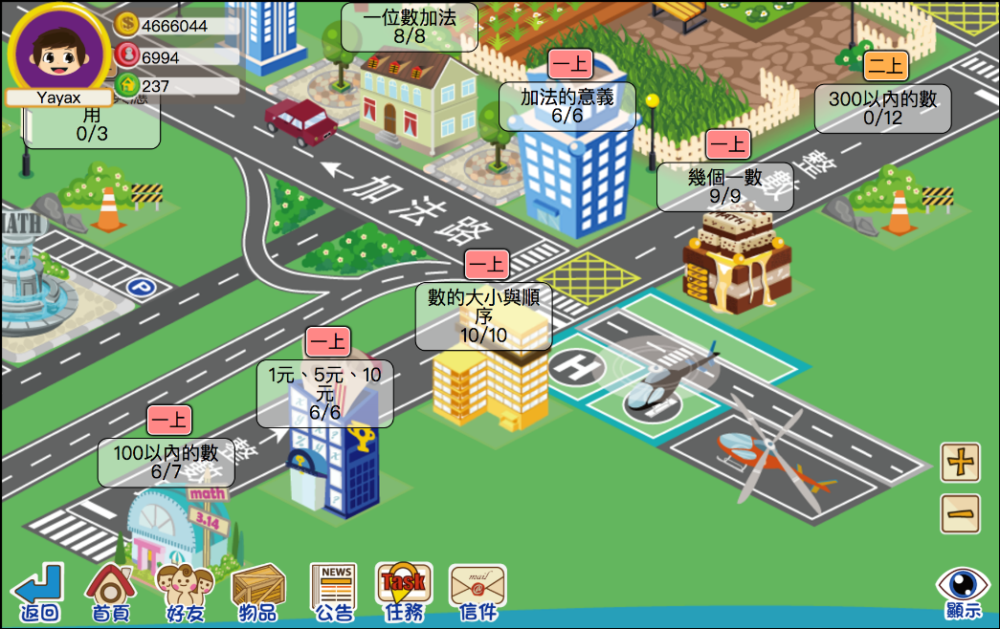 4666044
6994
237
Yayax
用
0/3
一位數加法
8/8
一上
加法的意義
6/6
二上
300以內的數
0/12
一上
幾個一數
9/9
整數
加法路
MATH
MATH
P
一上
數的大小與順
序
10/10
H
一上
1元、5元、10
元
6/6
一上
100以內的數
6/7
整數
math
3.14
返回
首頁
好友
物品
NEWS
公告
Task
任務
mail
信件
顯示